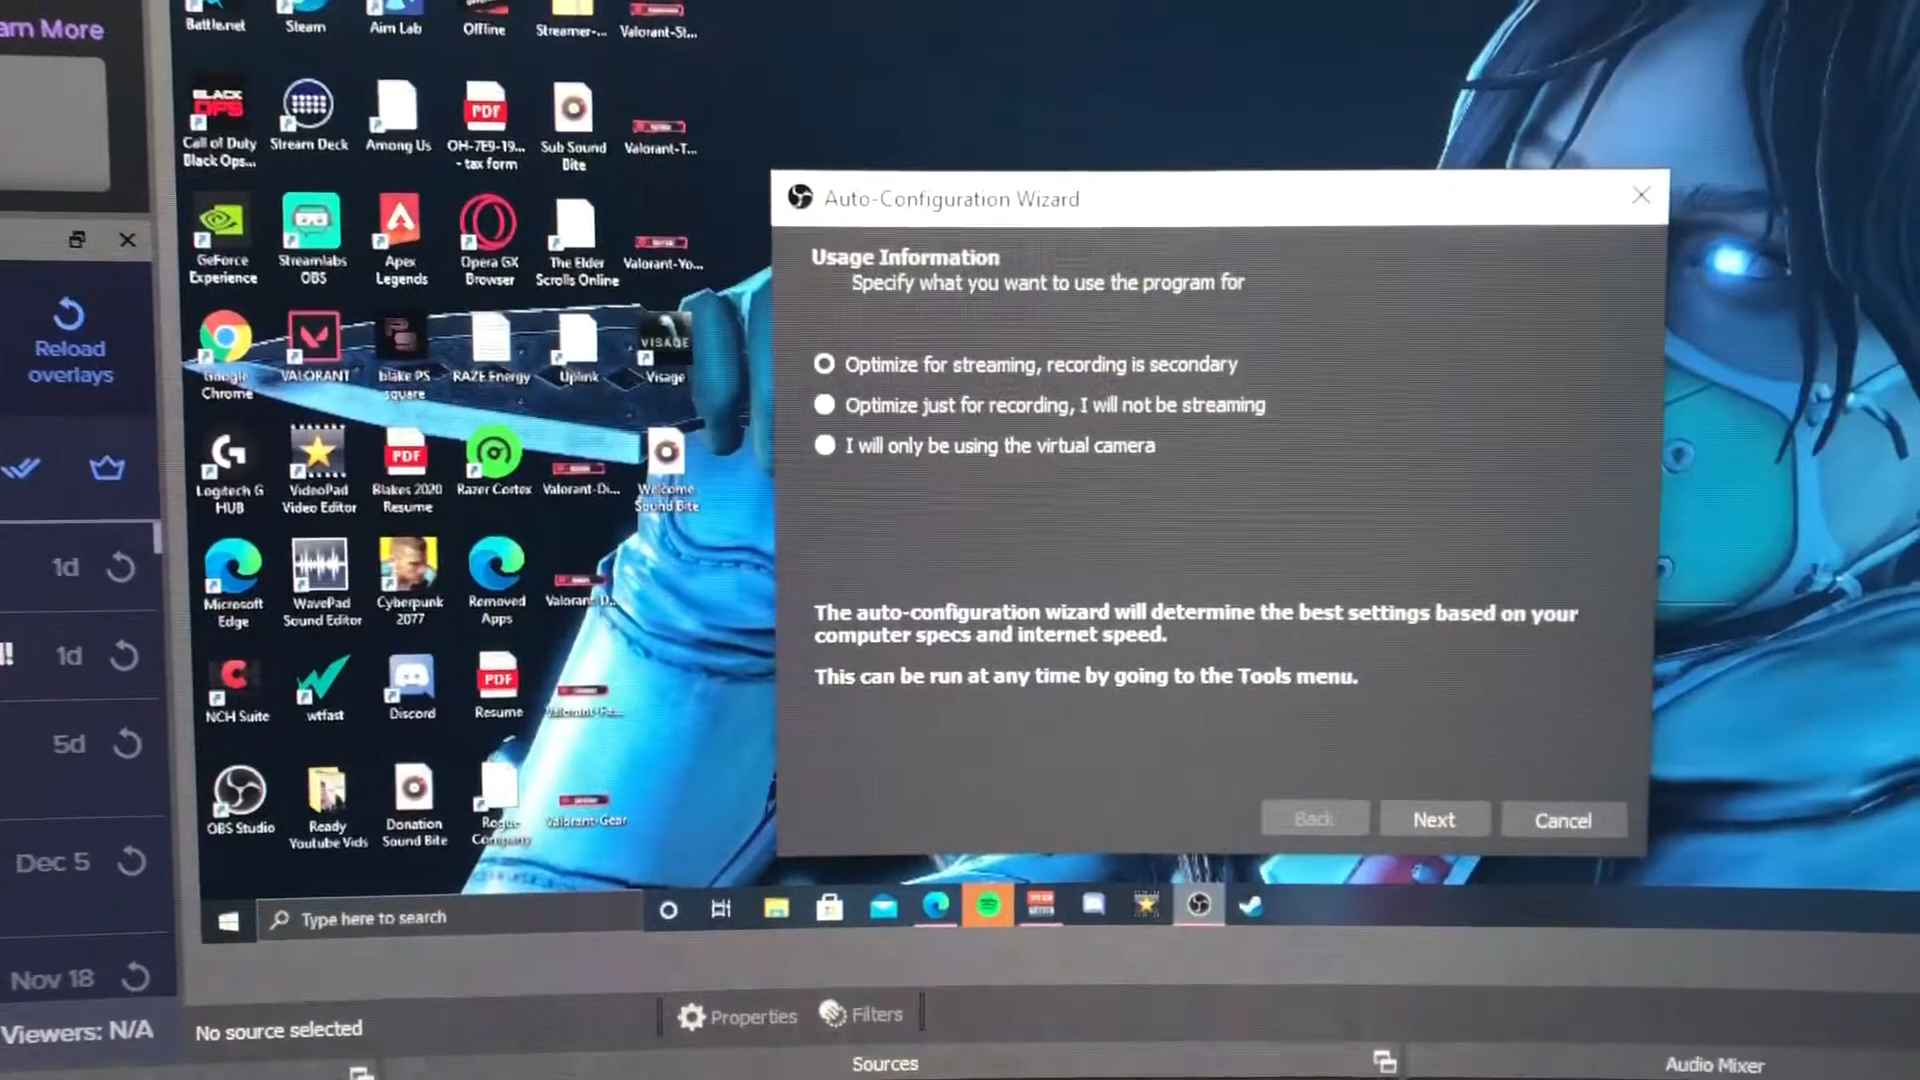 arn More
Battle.net
Steam
Aim Lab
Offline
Streamer-...
Valorant-St...
BLACK
OPS
Call of Duty
Black Ops...
Stream Deck
Among Us
PDF
OH-7E9-19...
- tax form
Sub Sound
Bite
Valorant-T...
GeForce
Experience
Streamlabs
OBS
Apex
Legends
Opera GX
Browser
The Elder
Scrolls Online
Valorant-Yo...
Google
Chrome
VALORANT
PS
blake PS
square
RAZE Energy
Uplink
VISAGE
Visage
Logitech G
HUB
VideoPad
Video Editor
PDF
Blakes 2020
Resume
Razer Cortex
Valorant-Di...
Welcome
Sound Bite
Microsoft
Edge
WavePad
Sound Editor
Cyberpunk
2077
Removed
Apps
Valorant-D...
NCH Suite
wtfast
Discord
PDF
Resume
OBS Studio
Ready
Youtube Vids
Donation
Sound Bite
Rogue
Company
Valorant-Gear
Reload
overlays
1d
!! 1d
5d
Dec 5
Nov 18
Viewers: N/A
Auto-Configuration Wizard
Usage Information
Specify what you want to use the program for
Optimize for streaming, recording is secondary
Optimize just for recording, I will not be streaming
I will only be using the virtual camera
The auto-configuration wizard will determine the best settings based on your
computer specs and internet speed.
This can be run at any time by going to the Tools menu.
Back
Next
Cancel
Type here to search
No source selected
Properties
Filters
Sources
Audio Mixer